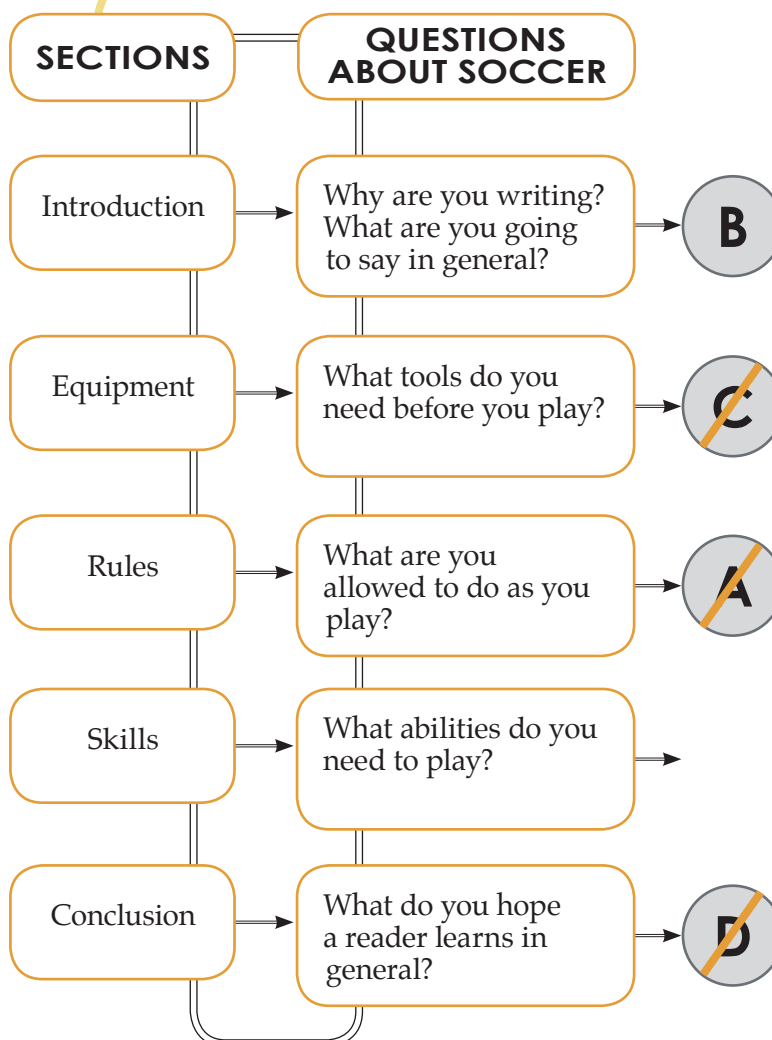 SECTIONS
QUESTIONS
ABOUT SOCCER
Introduction
Why are you writing?
What are you going
to say in general?
B
Equipment
What tools do you
need before you play?
C
Rules
What are you
allowed to do as you
play?
A
Skills
What abilities do you
need to play?
Conclusion
What do you hope
a reader learns in
general?
D